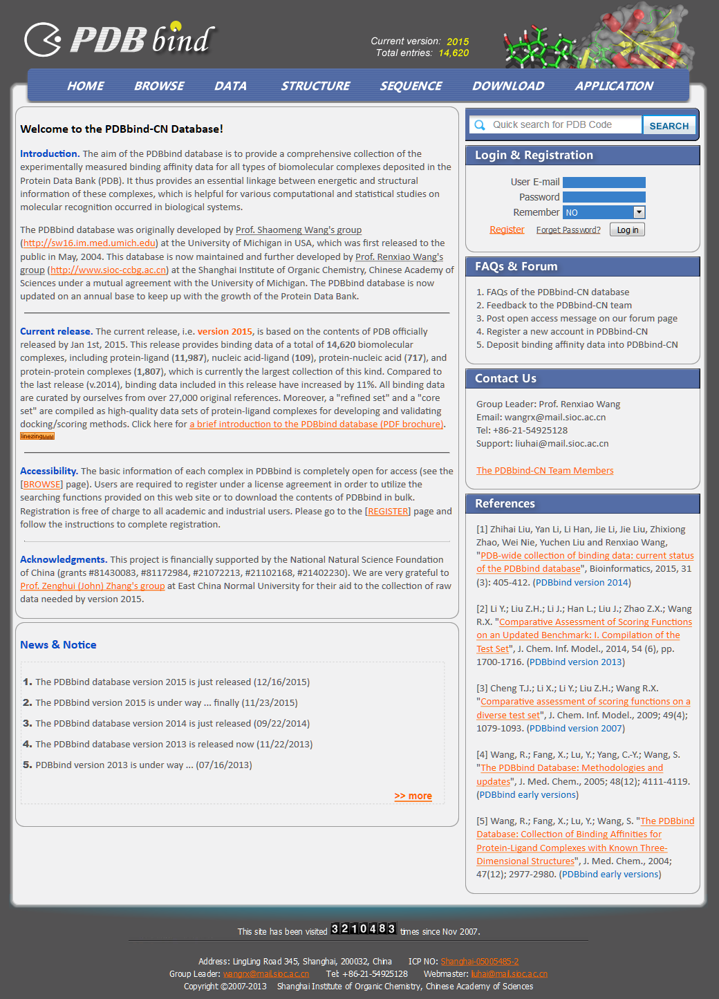 PDB bind
Current version: 2015
Total entries: 14,620
HOME BROWSE DATA STRUCTURE SEQUENCE DOWNLOAD APPLICATION
Welcome to the PDBbind-CN Database!
Introduction. The aim of the PDBbind database is to provide a comprehensive collection of the
experimentally measured binding affinity data for all types of biomolecular complexes deposited in the
Protein Data Bank (PDB). It thus provides an essential linkage between energetic and structural
information of these complexes, which is helpful for various computational and statistical studies on
molecular recognition occurred in biological systems.
The PDBbind database was originally developed by Prof. Shaomeng Wang's group
(http://sw16.im.med.umich.edu) at the University of Michigan in USA, which was first released to the
public in May, 2004. This database is now maintained and further developed by Prof. Renxiao Wang's
group (http://www.sioc-ccbg.ac.cn) at the Shanghai Institute of Organic Chemistry, Chinese Academy of
Sciences under a mutual agreement with the University of Michigan. The PDBbind database is now
updated on an annual base to keep up with the growth of the Protein Data Bank.
Current release. The current release, i.e. version 2015, is based on the contents of PDB officially
released by Jan 1st, 2015. This release provides binding data of a total of 14,620 biomolecular
complexes, including protein-ligand (11,987), nucleic acid-ligand (109), protein-nucleic acid (717), and
protein-protein complexes (1,807), which is currently the largest collection of this kind. Compared to
the last release (v.2014), binding data included in this release have increased by 11%. All binding data
are curated by ourselves from over 27,000 original references. Moreover, a "refined set" and a "core
set" are compiled as high-quality data sets of protein-ligand complexes for developing and validating
docking/scoring methods. Click here for a brief introduction to the PDBbind database (PDF brochure).
linezing
Accessibility. The basic information of each complex in PDBbind is completely open for access (see the
[BROWSE] page). Users are required to register under a license agreement in order to utilize the
searching functions provided on this web site or to download the contents of PDBbind in bulk.
Registration is free of charge to all academic and industrial users. Please go to the [REGISTER] page and
follow the instructions to complete registration.
Acknowledgments. This project is financially supported by the National Natural Science Foundation
of China (grants #81430083, #81172984, #21072213, #21102168, #21402230). We are very grateful to
Prof. Zenghui (John) Zhang's group at East China Normal University for their aid to the collection of raw
data needed by version 2015.
News & Notice
1. The PDBbind database version 2015 is just released (12/16/2015)
2. The PDBbind version 2015 is under way ... finally (11/23/2015)
3. The PDBbind database version 2014 is just released (09/22/2014)
4. The PDBbind database version 2013 is released now (11/22/2013)
5. PDBbind version 2013 is under way ... (07/16/2013)
>> more
Quick search for PDB Code SEARCH
Login & Registration
User E-mail
Password
Remember NO
Register Forget Password? Log in
FAQs & Forum
1. FAQs of the PDBbind-CN database
2. Feedback to the PDBbind-CN team
3. Post open access message on our forum page
4. Register a new account in PDBbind-CN
5. Deposit binding affinity data into PDBbind-CN
Contact Us
Group Leader: Prof. Renxiao Wang
Email: wangrx@mail.sioc.ac.cn
Tel: +86-21-54925128
Support: liuhai@mail.sioc.ac.cn
The PDBbind-CN Team Members
References
[1] Zhihai Liu, Yan Li, Li Han, Jie Li, Jie Liu, Zhixiong
Zhao, Wei Nie, Yuchen Liu and Renxiao Wang,
"PDB-wide collection of binding data: current status
of the PDBbind database", Bioinformatics, 2015, 31
(3): 405-412. (PDBbind version 2014)
[2] Li Y.; Liu Z.H.; Li J.; Han L.; Liu J.; Zhao Z.X.; Wang
R.X. "Comparative Assessment of Scoring Functions
on an Updated Benchmark: I. Compilation of the
Test Set", J. Chem. Inf. Model., 2014, 54 (6), pp.
1700-1716. (PDBbind version 2013)
[3] Cheng T.J.; Li X.; Li Y.; Liu Z.H.; Wang R.X.
"Comparative assessment of scoring functions on a
diverse test set", J. Chem. Inf. Model., 2009; 49(4);
1079-1093. (PDBbind version 2007)
[4] Wang, R.; Fang, X.; Lu, Y.; Yang, C.-Y.; Wang, S.
"The PDBbind Database: Methodologies and
updates", J. Med. Chem., 2005; 48(12); 4111-4119.
(PDBbind early versions)
[5] Wang, R.; Fang, X.; Lu, Y.; Wang, S. "The PDBbind
Database: Collection of Binding Affinities for
Protein-Ligand Complexes with Known Three-
Dimensional Structures", J. Med. Chem., 2004;
47(12); 2977-2980. (PDBbind early versions)
This site has been visited 3210483 times since Nov 2007.
Address: LingLing Road 345, Shanghai, 200032, China ICP NO: Shanghai-05005485-2
Group Leader: wangrx@mail.sioc.ac.cn Tel: +86-21-54925128 Webmaster: liuhai@mail.sioc.ac.cn
Copyright ©2007-2013 Shanghai Institute of Organic Chemistry, Chinese Academy of Sciences